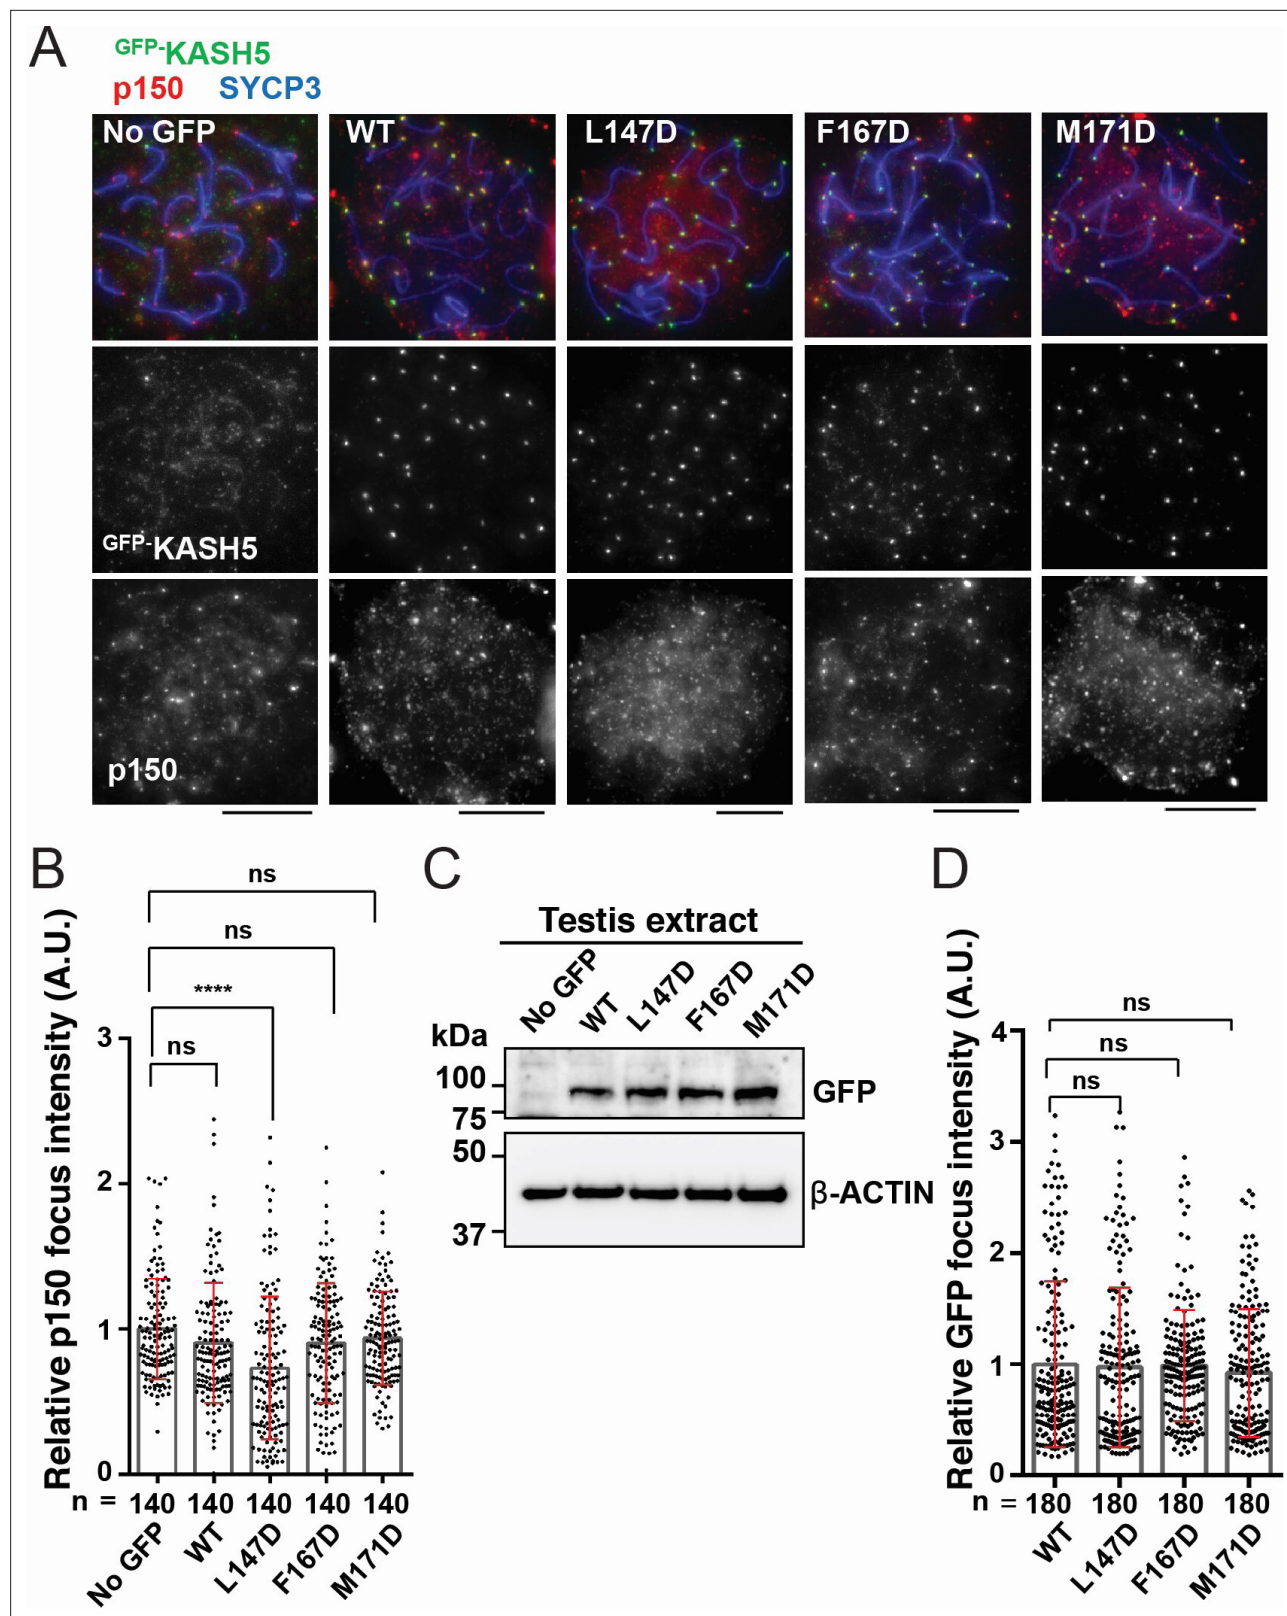 A
GFP-KASH5
p150 SYCP3
No GFP WT L147D F167D M171D
GFP-KASH5
p150
B
ns
ns
****
ns
Relative p150 focus intensity (A.U.)
3
2
1
0
n = 140 140 140 140 140
No GFP WT L147D F167D M171D
C
Testis extract
No GFP WT L147D F167D M171D
kDa
100
75
GFP
50
37
β-ACTIN
D
ns
ns
ns
Relative GFP focus intensity (A.U.)
4
3
2
1
0
n = 180 180 180 180
WT L147D F167D M171D